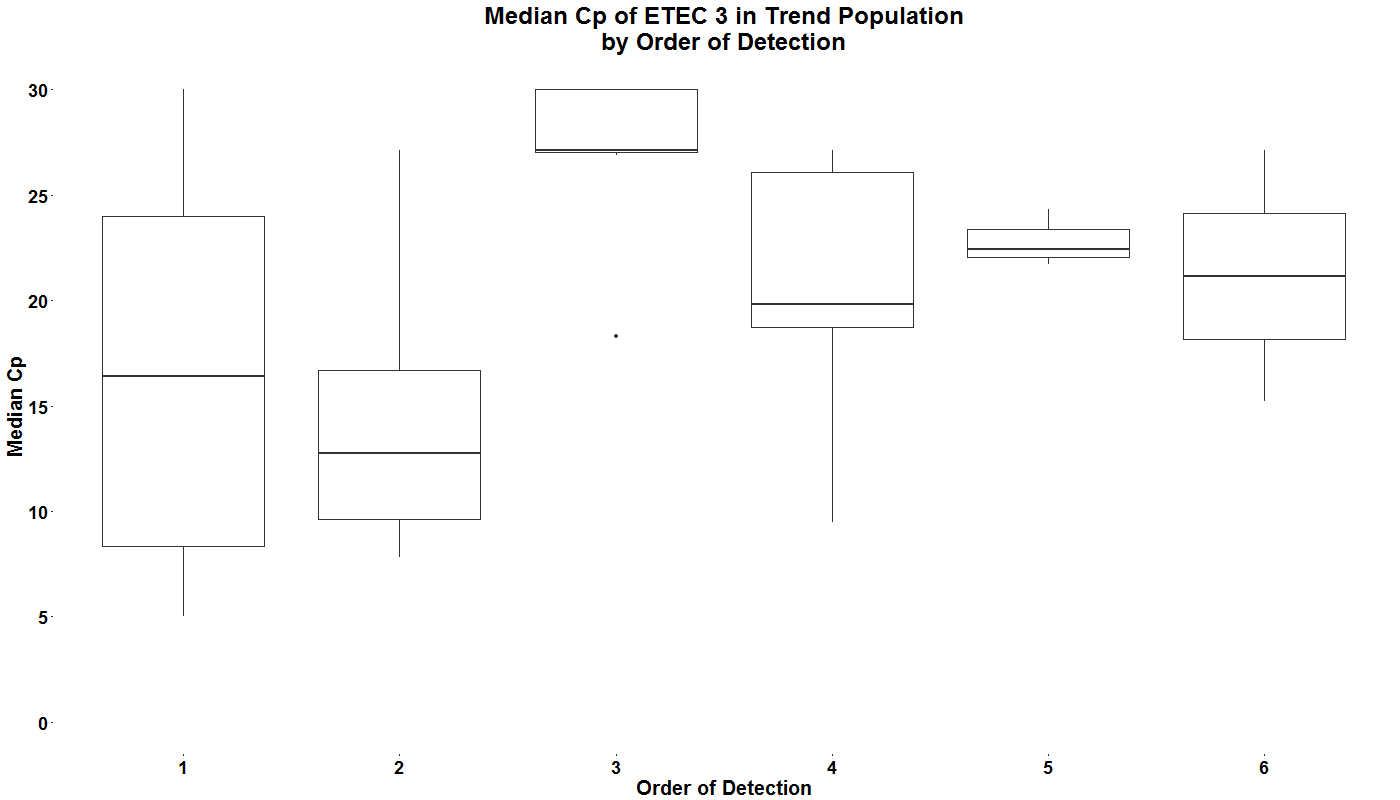 Median Cp of ETEC 3 in Trend Population
by Order of Detection
30
25
20
15
10
5
0
Median Cp
1 2 3 4 5 6
Order of Detection